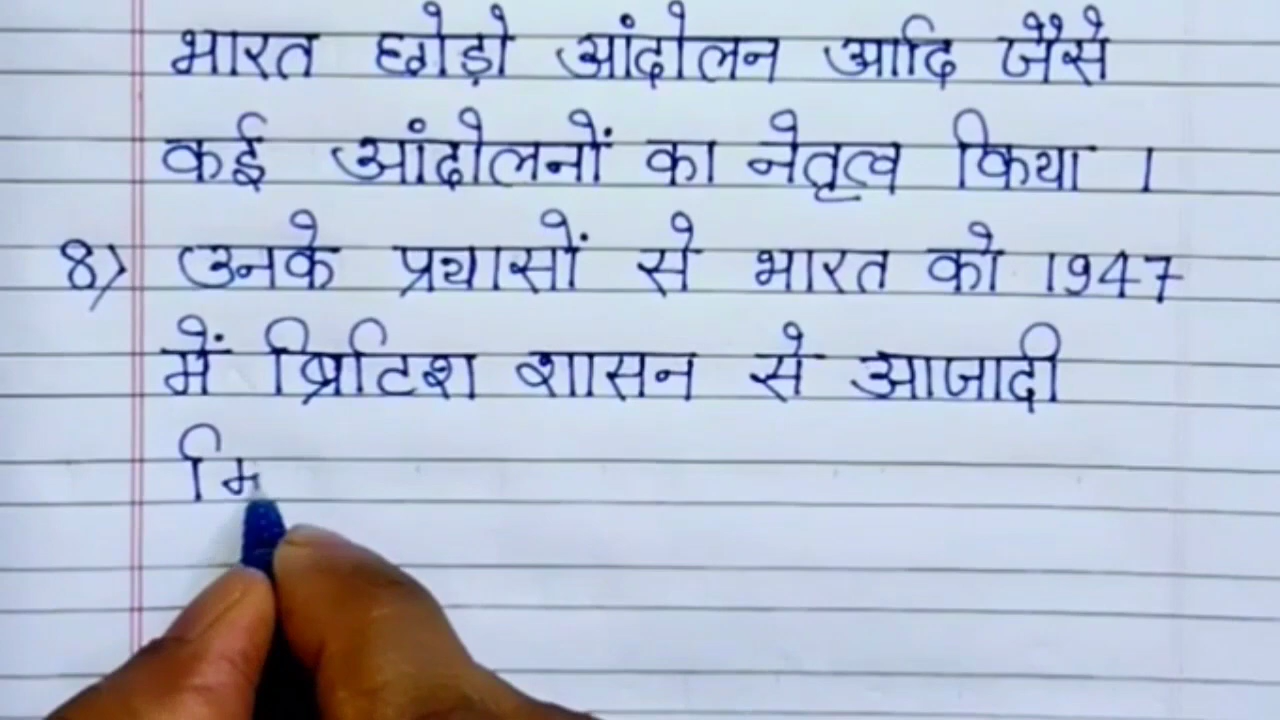 भारत छोड़ो आंदोलन आदि जैसे
कई आंदोलनों का नेतृत्व किया ।
8) उनके प्रयासों से भारत को 1947
में ब्रिटिश शासन से आजादी
मि